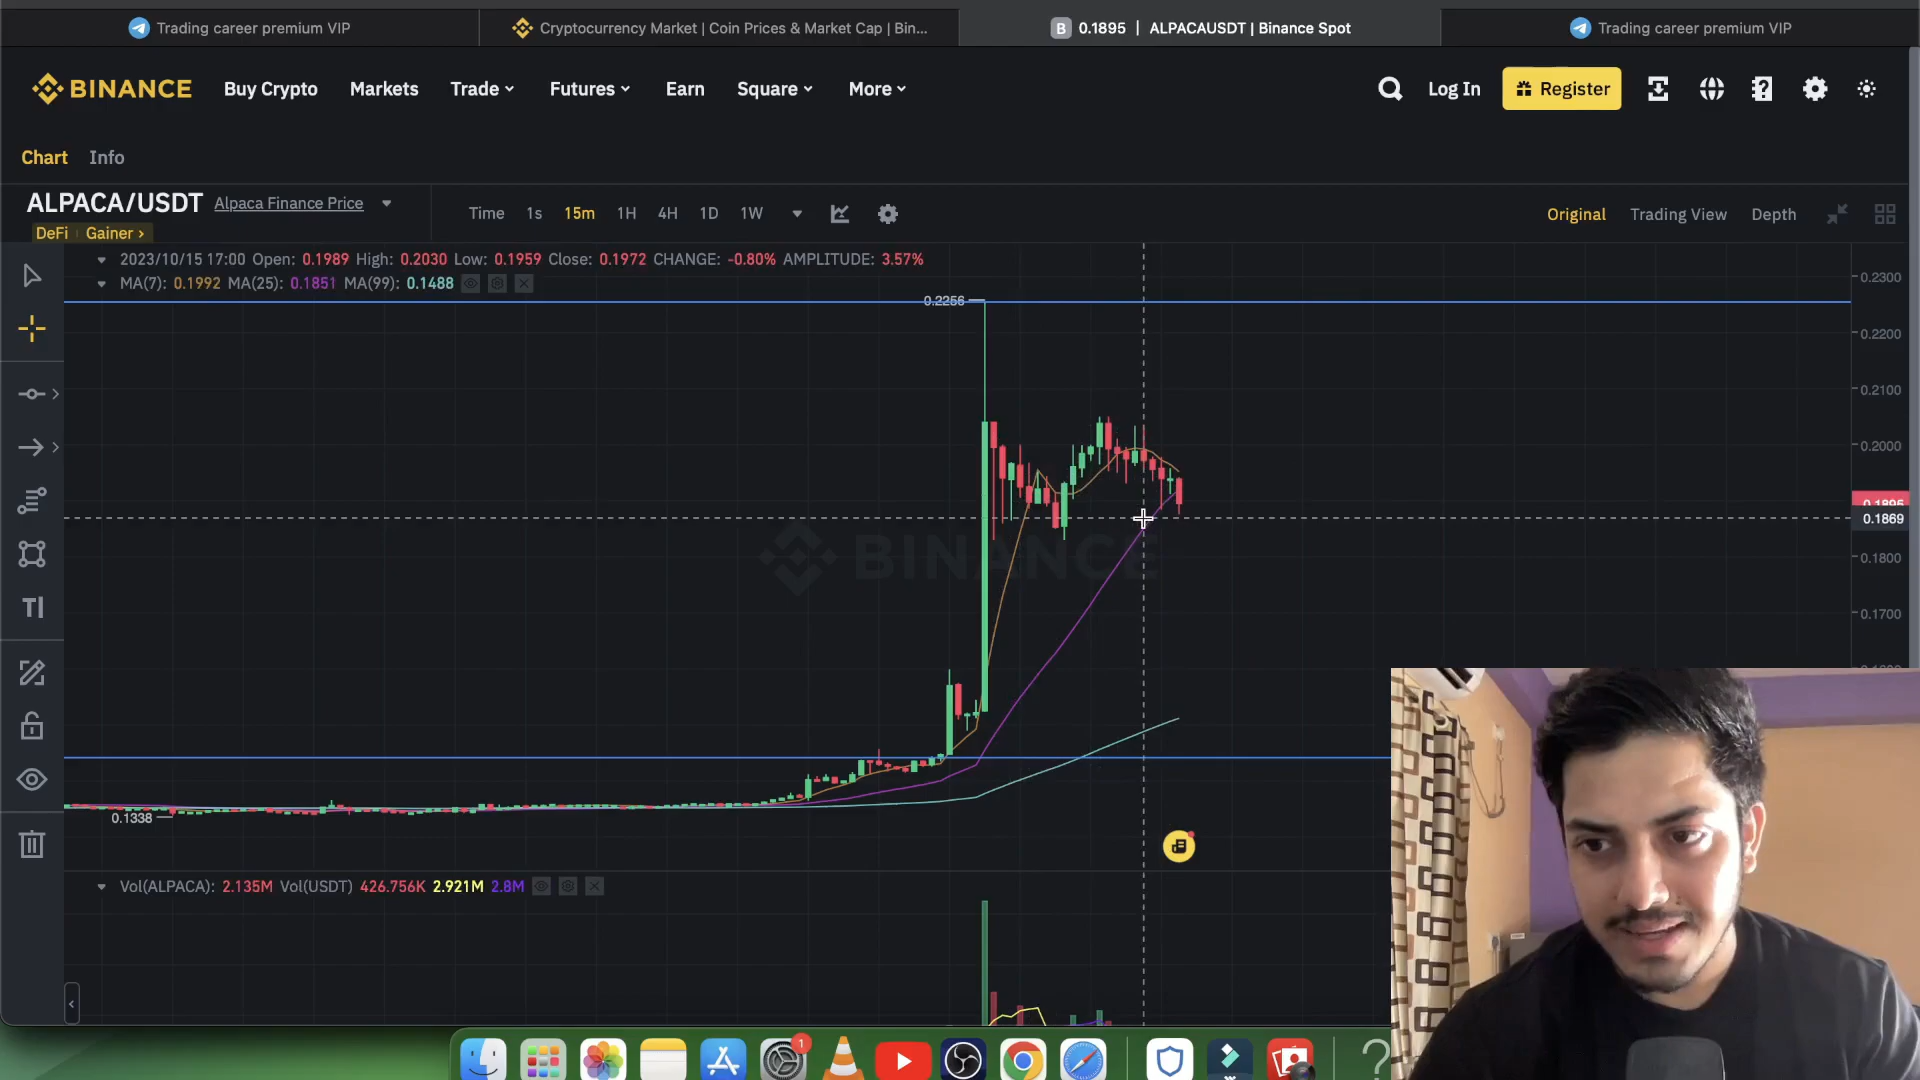 Trading career premium VIP
Cryptocurrency Market | Coin Prices & Market Cap | Bin...
B 0.1895 | ALPACAUSDT | Binance Spot
Trading career premium VIP
BINANCE Buy Crypto Markets Trade Futures Earn Square More Log In Register
Chart Info
ALPACA/USDT Alpaca Finance Price
DeFi Gainer >
Time 1s 15m 1H 4H 1D 1W
Original Trading View Depth
2023/10/15 17:00 Open: 0.1989 High: 0.2030 Low: 0.1959 Close: 0.1972 CHANGE: -0.80% AMPLITUDE: 3.57%
MA(7): 0.1992 MA(25): 0.1851 MA(99): 0.1488
0.2300
0.2256
0.2200
0.2100
0.2000
0.1895
0.1869
BINANCE
0.1800
0.1700
TI
0.1338
Vol(ALPACA): 2.135M Vol(USDT) 426.756K 2.921M 2.8M
1